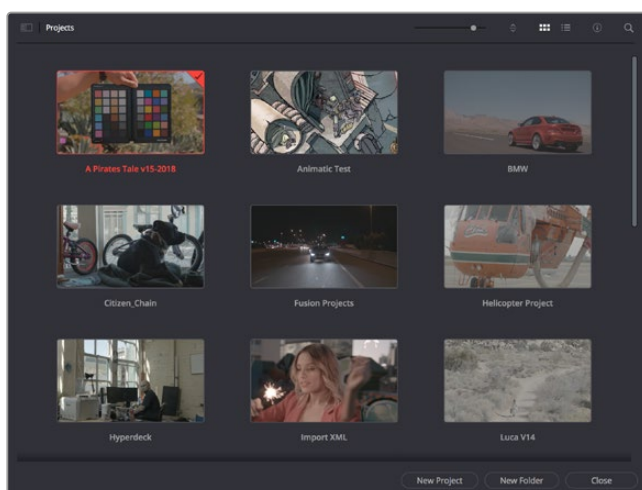 Projects
A Pirates Tale v15-2018
Animatic Test
BMW
Citizen_Chain
Fusion Projects
Helicopter Project
Hyperdeck
Import XML
Luca V14
New Project
New Folder
Close